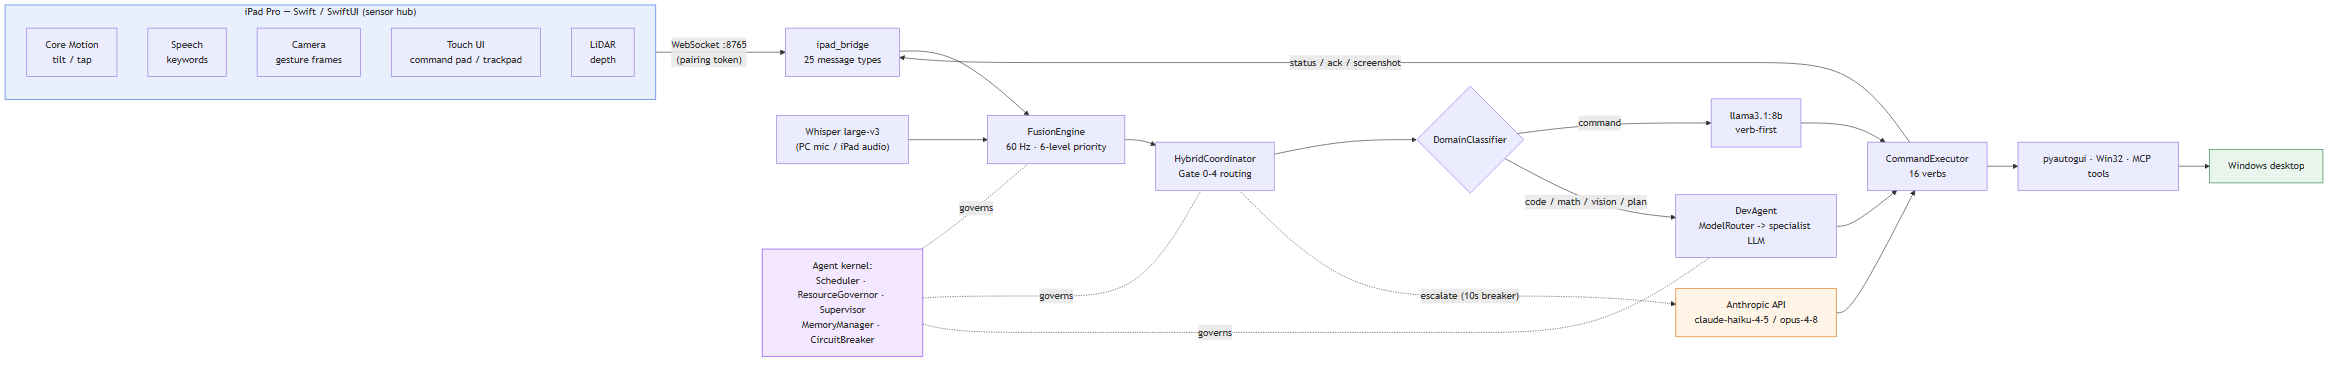 iPad Pro — Swift / SwiftUI (sensor hub)
Core Motion
tilt / tap
Speech
keywords
Camera
gesture frames
Touch UI
command pad / trackpad
LiDAR
depth
WebSocket :8765
(pairing token)
ipad_bridge
25 message types
status / ack / screenshot
Whisper large-v3
(PC mic / iPad audio)
FusionEngine
60 Hz · 6-level priority
HybridCoordinator
Gate 0-4 routing
DomainClassifier
command
llama3.1:8b
verb-first
code / math / vision / plan
DevAgent
ModelRouter -> specialist
LLM
CommandExecutor
16 verbs
pyautogui · Win32 · MCP
tools
Windows desktop
governs
Agent kernel:
Scheduler ·
ResourceGovernor ·
Supervisor
MemoryManager ·
CircuitBreaker
governs
governs
escalate (10s breaker)
Anthropic API
claude-haiku-4-5 / opus-4-8